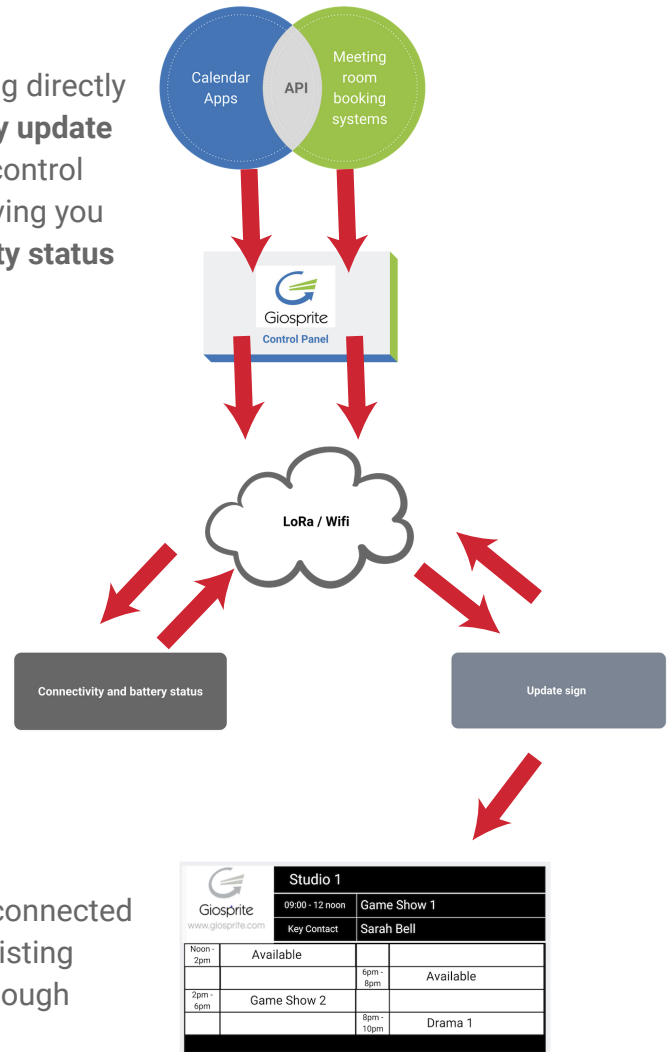 g directly
y update
control
ving you
ty status
Calendar
Apps
API
Meeting
room
booking
systems
Giosprite
Control Panel
LoRa / Wifi
Connectivity and battery status
Update sign
connected
isting
ough
Giosprite
www.giosprite.com
Studio 1
09:00 - 12 noon Game Show 1
Key Contact Sarah Bell
Noon -
2pm
Available
6pm -
8pm
Available
2pm -
6pm
Game Show 2
8pm -
10pm
Drama 1